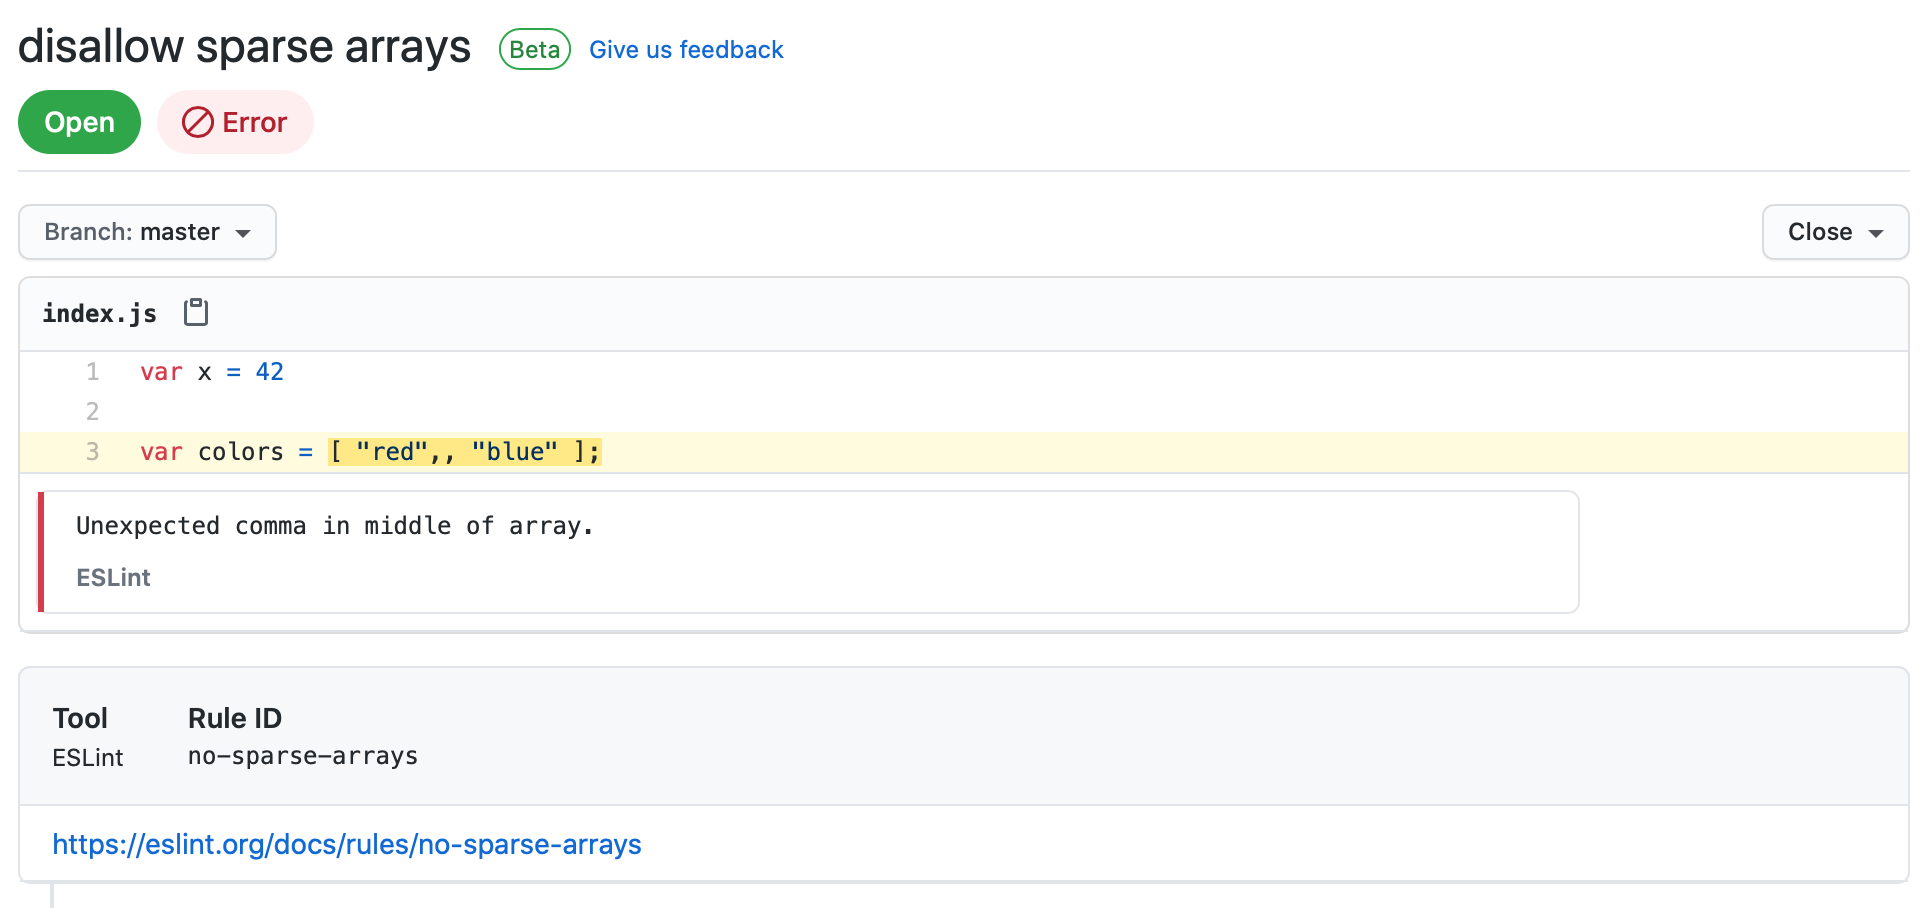 disallow sparse arrays Beta Give us feedback
Open Error
Branch: master Close
index.js
1 var x = 42
2
3 var colors = [ "red",, "blue" ];
Unexpected comma in middle of array.
ESLint
Tool Rule ID
ESLint no-sparse-arrays
https://eslint.org/docs/rules/no-sparse-arrays